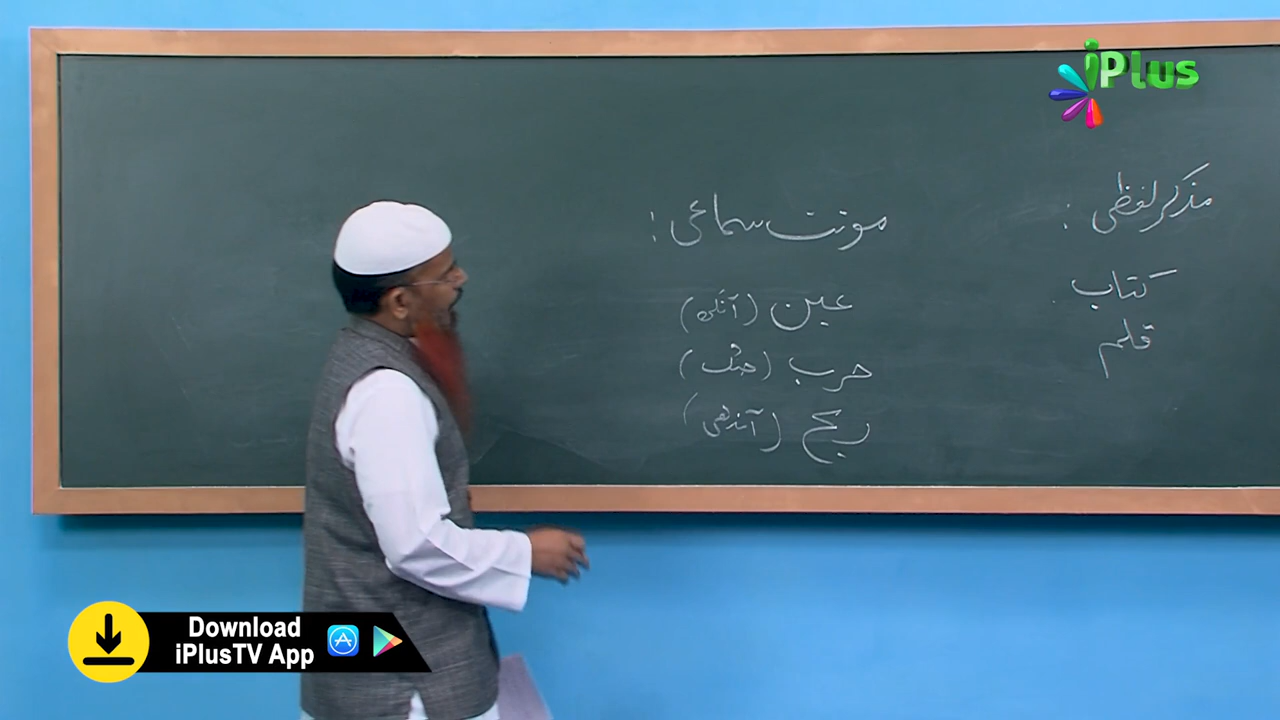 iPlus
مذکر لفظی :
کتاب
قلم
مونث سماعی :
عین (آنکھ)
حرب (جنگ)
ریح (آندھی)
Download
iPlusTV App